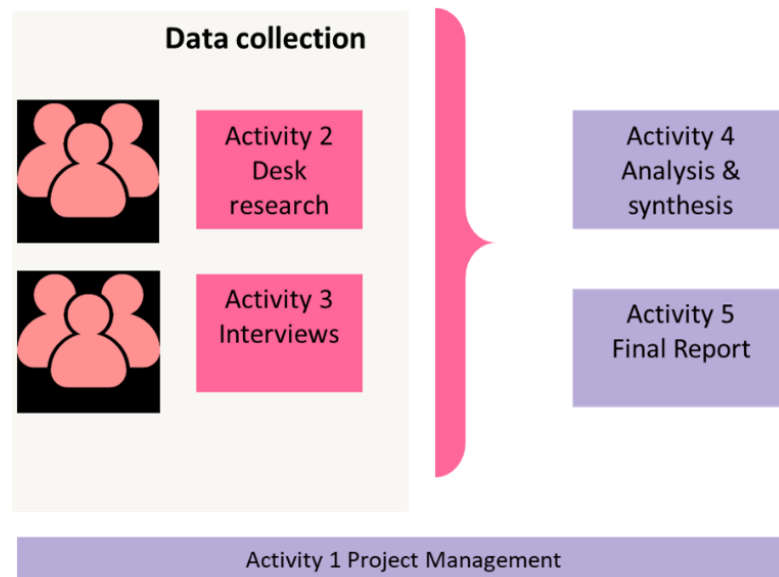 Data collection
Activity 2
Desk
research
Activity 3
Interviews
Activity 4
Analysis &
synthesis
Activity 5
Final Report
Activity 1 Project Management